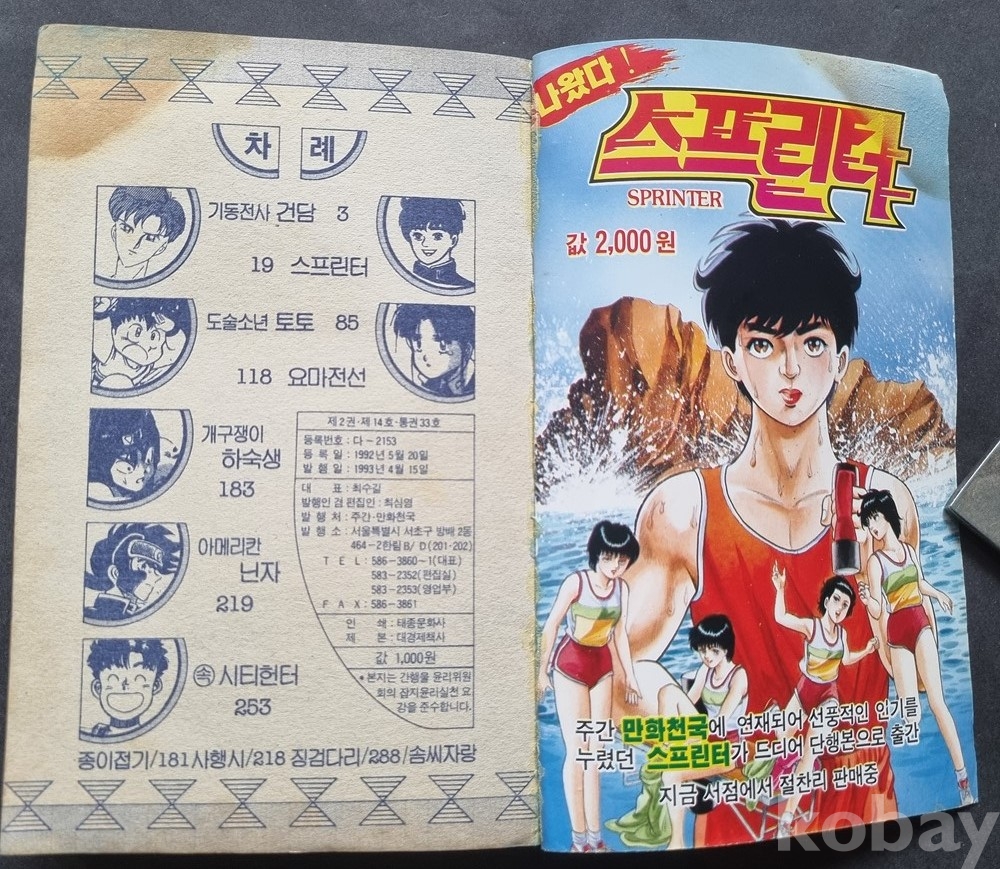 차례
기동전사 건담 3
19 스프린터
도술소년 토토 85
118 요마전선
개구쟁이
하숙생
183
아메리칸
닌자
219
속 시티헌터
253
제2권·제14호·통권33호
등록번호 : 다-2153
등록일 : 1992년 5월 20일
발행일 : 1993년 4월 15일
대 표 : 최수길
발행인 겸 편집인 : 최심열
발행처 : 주간·만화천국
발행소 : 서울특별시 서초구 방배 2동
464-2한림B/D(201-202)
TEL : 586-3860~1(대표)
583-2352(편집실)
583-2353(영업부)
FAX : 586-3861
인 쇄 : 태종문화사
제 본 : 대경제책사
값 1,000원
• 본지는 간행물 윤리위원
회의 잡지윤리실천 요
강을 준수합니다.
종이접기/181 사행시/218 징검다리/288/솜씨자랑
나왔다!
스프린터
SPRINTER
값 2,000원
주간 만화천국에 연재되어 선풍적인 인기를
누렸던 스프린터가 드디어 단행본으로 출간
지금 서점에서 절찬리 판매중
kobay